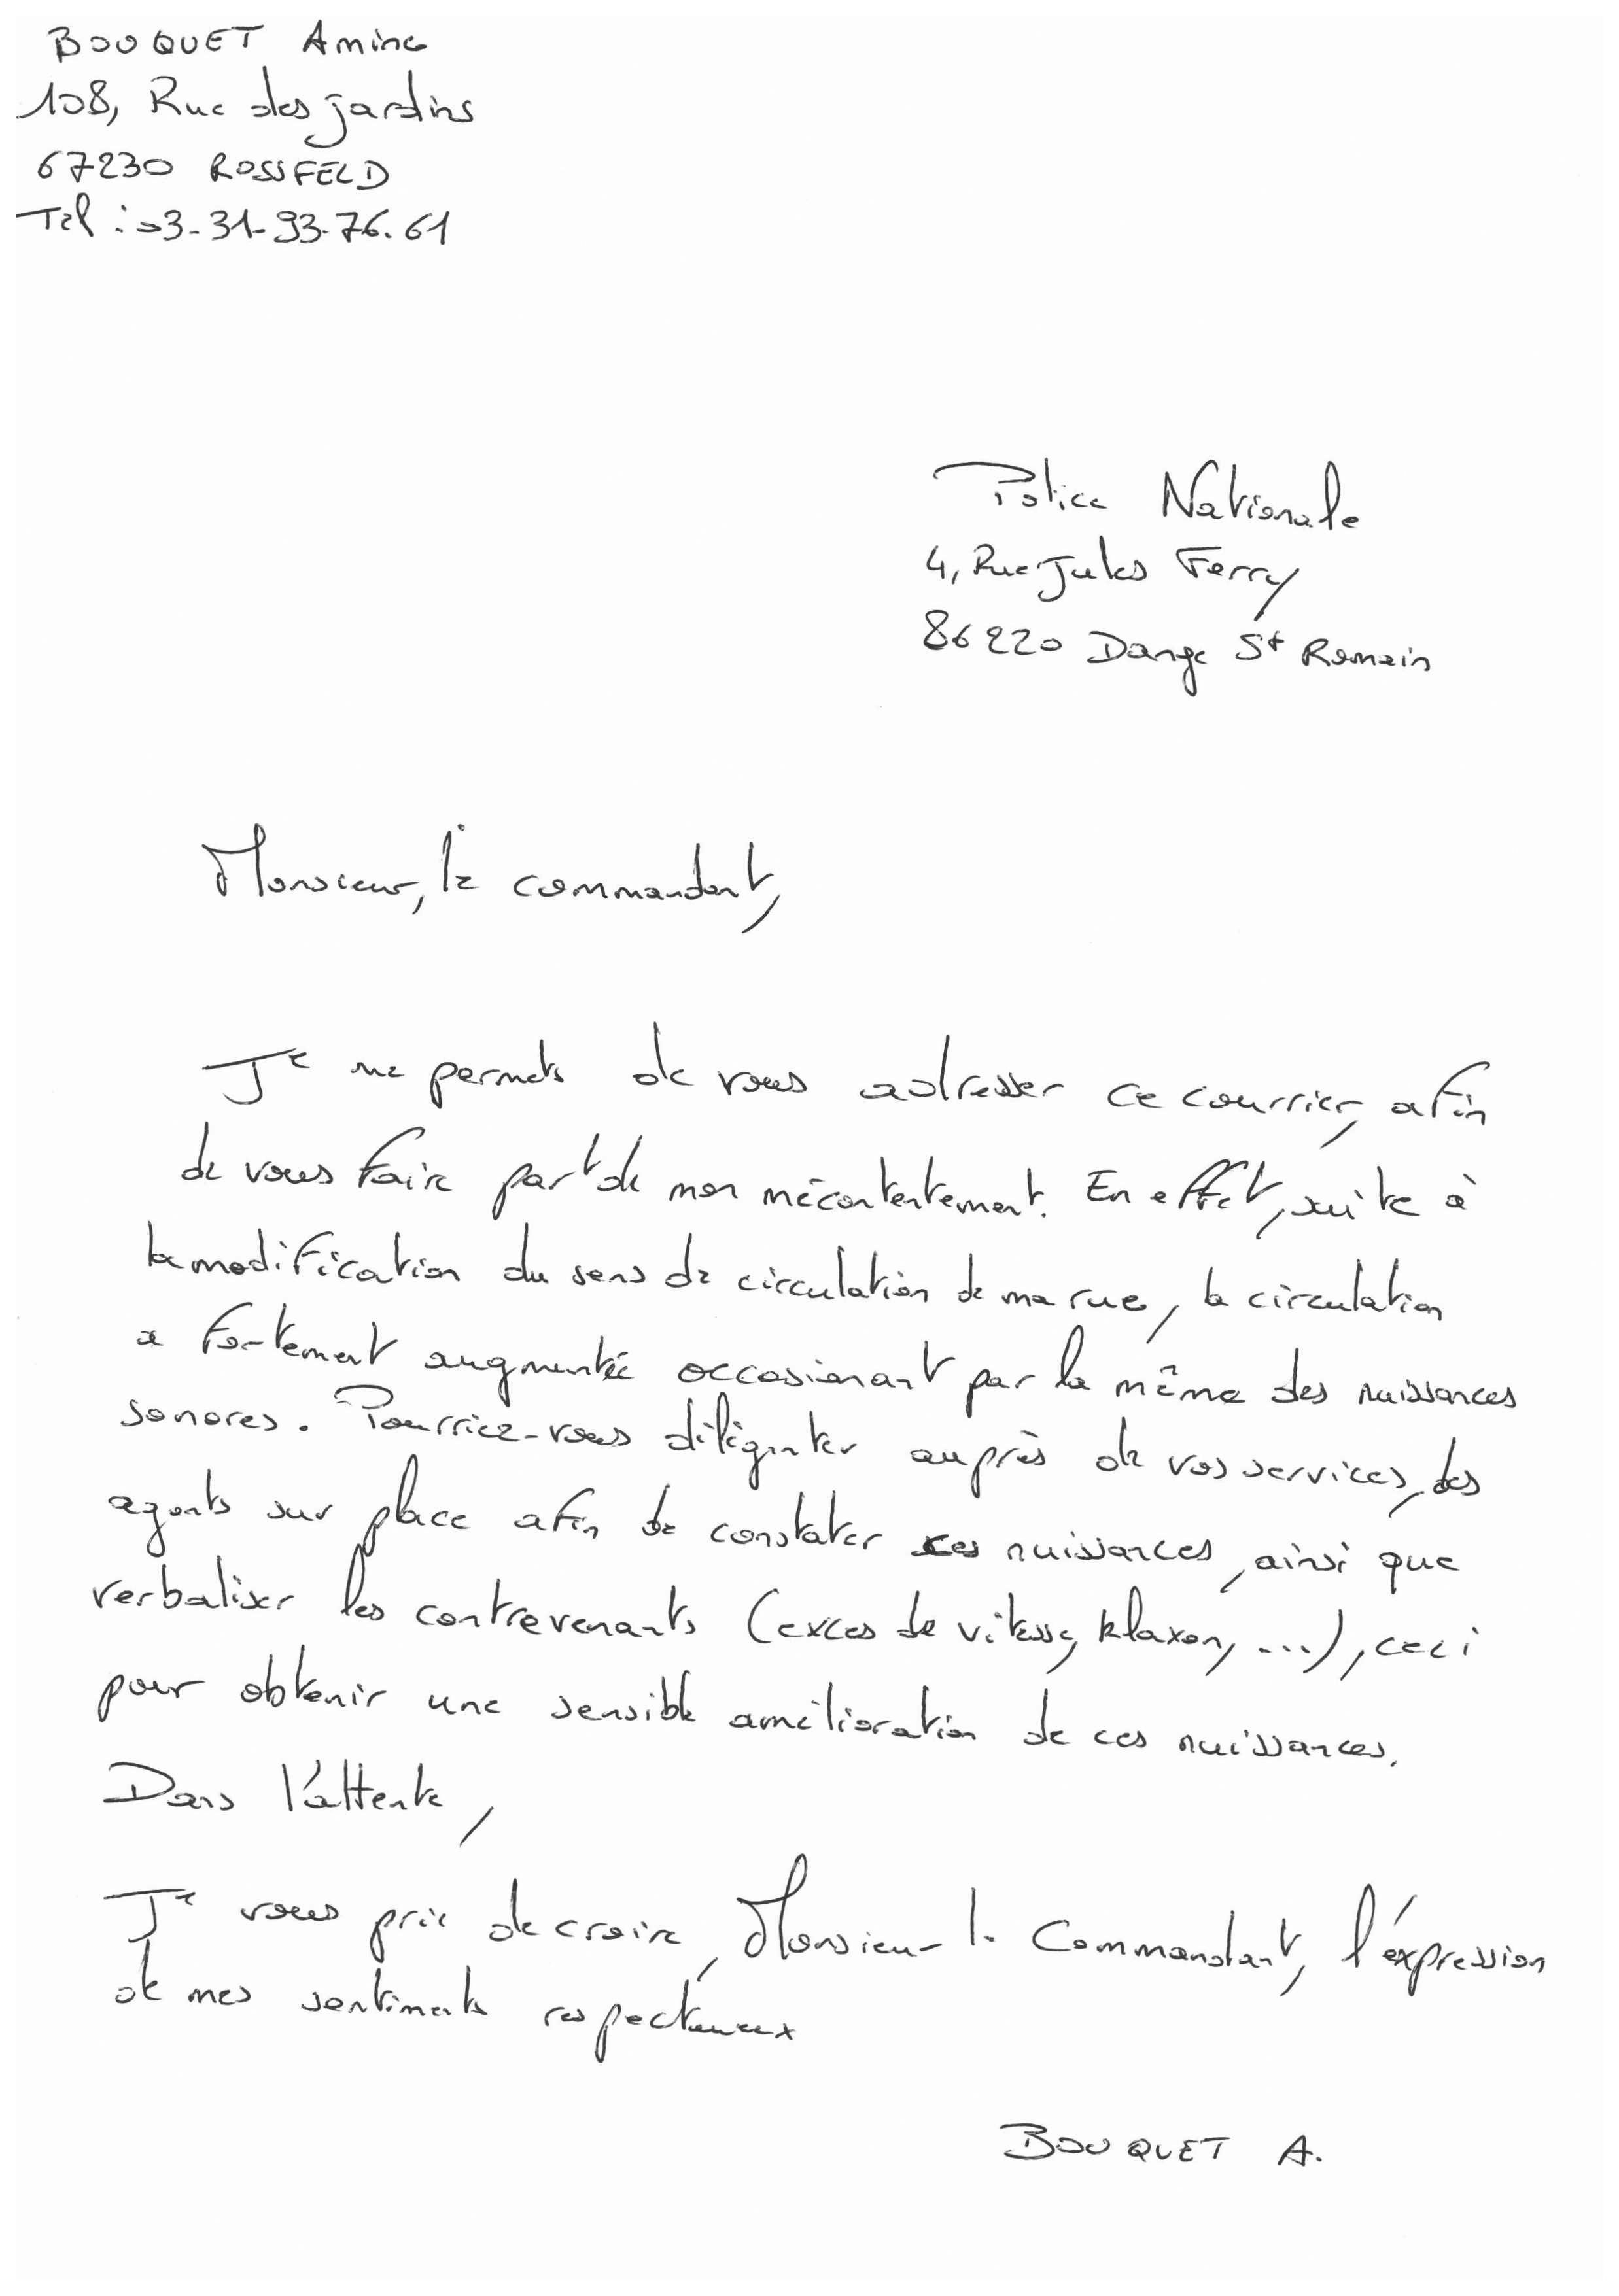 BOUQUET Amine
108, Rue des jardins
67230 ROSSFELD
Tel : 03-31-93-76.61
Police Nationale
4, Rue Jules Ferry
86220 Dange St Romain
Monsieur, le commandant,
Je me permets de vous adresser ce courrier, afin
de vous faire part de mon mécontentement. En effet, suite à
la modification du sens de circulation de ma rue, la circulation
a fortement augmentée occasionant par la même des nuissances
sonores. Pourriez-vous diligenter auprès de vos services, des
agents sur place afin de constater ces nuissances, ainsi que
verbaliser les contrevenants (exces de vitesse, klaxon, ...), ceci
pour obtenir une sensible amélioration de ces nuissances.
Dans l'attente,
Je vous prie de croire, Monsieur le Commandant, l'expression
de mes sentiments respectueux
BOUQUET A.